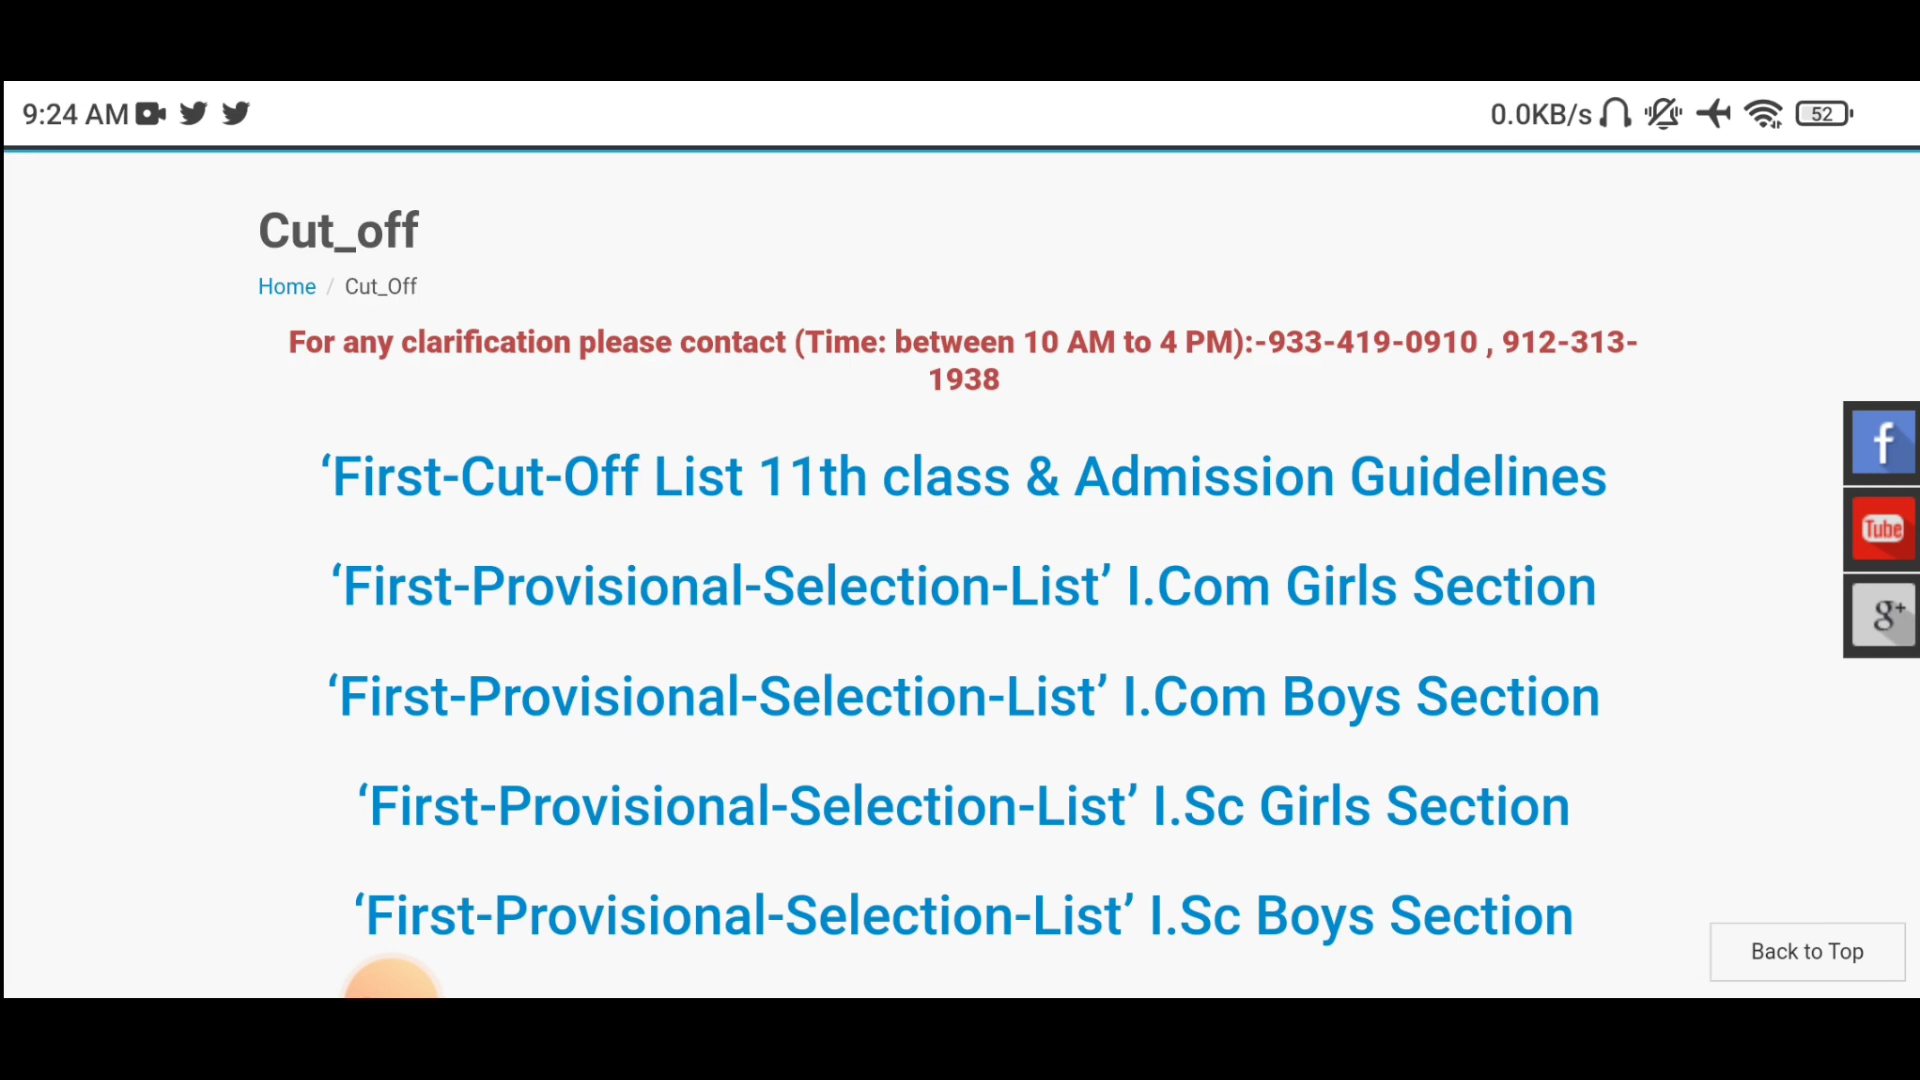 9:24 AM 0.0KB/s 52
Cut_off
Home / Cut_Off
For any clarification please contact (Time: between 10 AM to 4 PM):-933-419-0910 , 912-313-
1938
‘First-Cut-Off List 11th class & Admission Guidelines
‘First-Provisional-Selection-List’ I.Com Girls Section
‘First-Provisional-Selection-List’ I.Com Boys Section
‘First-Provisional-Selection-List’ I.Sc Girls Section
‘First-Provisional-Selection-List’ I.Sc Boys Section
f
Tube
g+
Back to Top